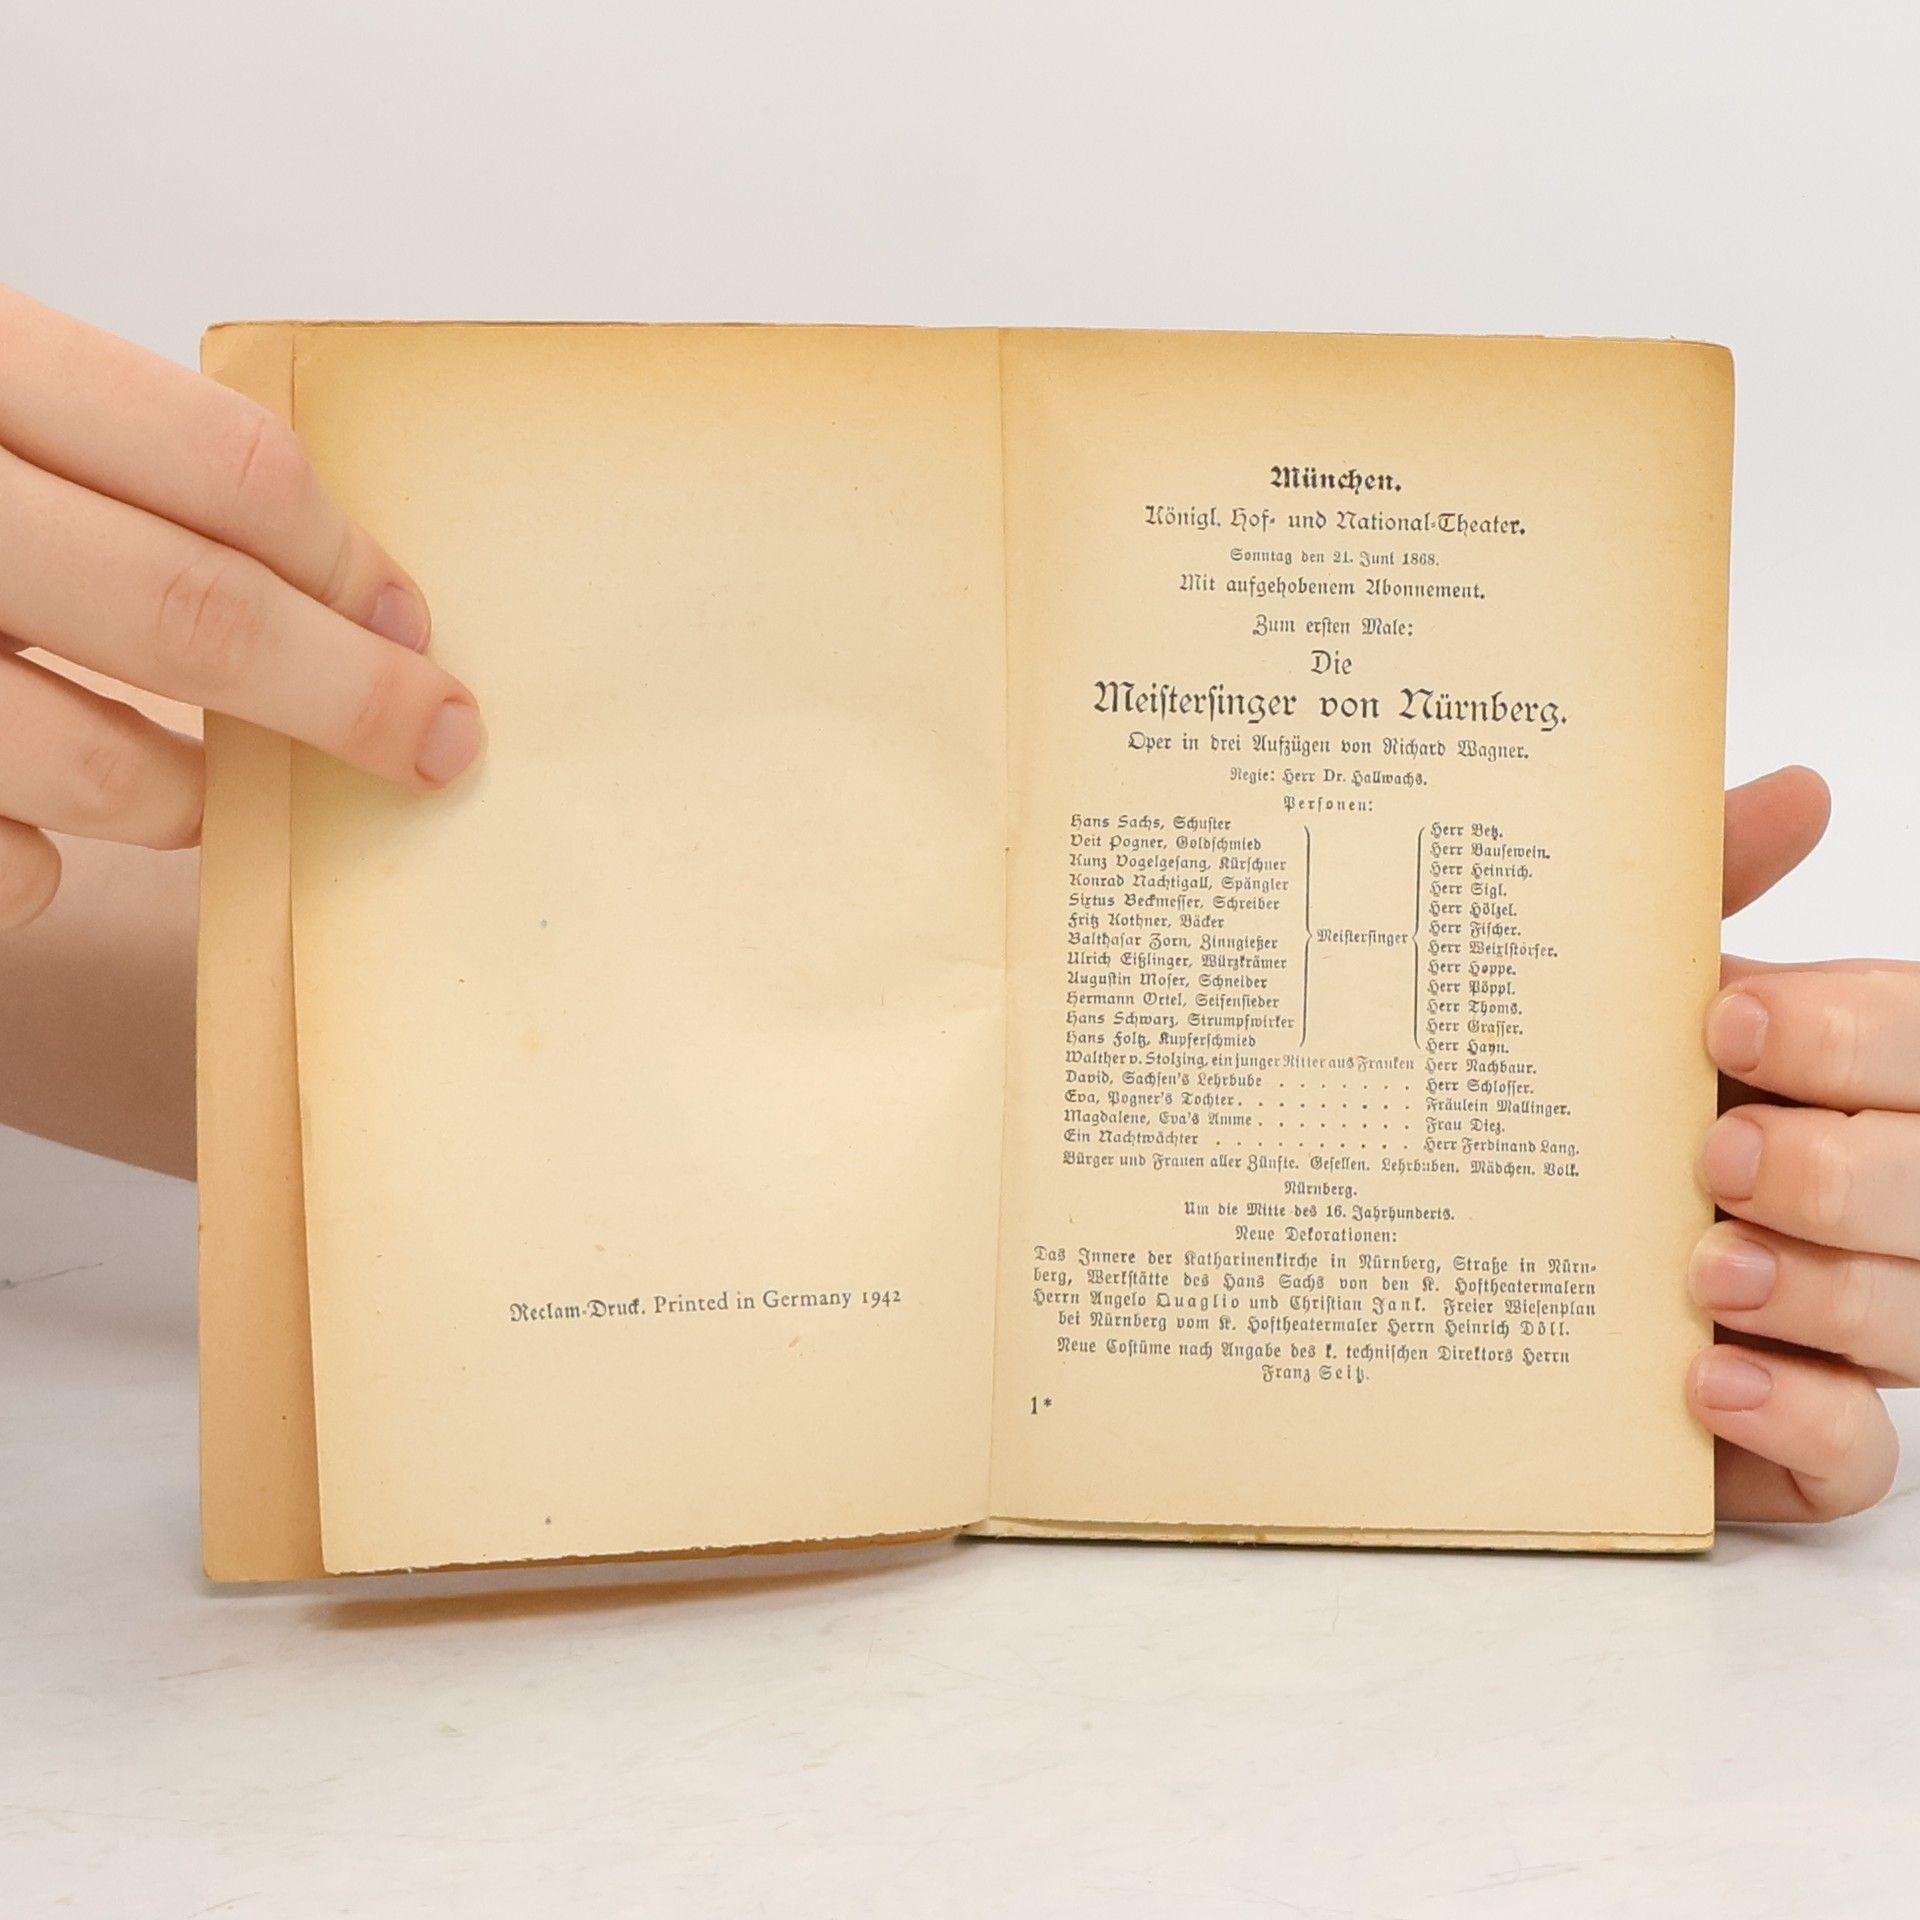 Reclam-Druck. Printed in Germany 1942
München.
Königl. Hof- und National-Theater.
Sonntag den 21. Juni 1868.
Mit aufgehobenem Abonnement.
Zum ersten Male:
Die
Meistersinger von Nürnberg.
Oper in drei Aufzügen von Richard Wagner.
Regie: Herr Dr. Hallwachs.
Personen:
Hans Sachs, Schuster Herr Betz.
Veit Pogner, Goldschmied Herr Bausewein.
Kunz Vogelgesang, Kürschner Herr Heinrich.
Konrad Nachtigall, Spängler Herr Sigl.
Sixtus Beckmesser, Schreiber Herr Hölzel.
Fritz Kothner, Bäcker Herr Fischer.
Balthasar Zorn, Zinngießer Meistersinger Herr Weixlstorfer.
Ulrich Eißlinger, Würzkrämer Herr Hoppe.
Augustin Moser, Schneider Herr Pöppl.
Hermann Ortel, Seifensieder Herr Thoms.
Hans Schwarz, Strumpfwirker Herr Grasser.
Hans Foltz, Kupferschmied Herr Hayn.
Walther v. Stolzing, ein junger Ritter aus Franken Herr Nachbaur.
David, Sachsen's Lehrbube . . . . . . . Herr Schlosser.
Eva, Pogner's Tochter . . . . . . . . . Fräulein Mallinger.
Magdalene, Eva's Amme . . . . . . . . Frau Diez.
Ein Nachtwächter . . . . . . . . . . Herr Ferdinand Lang.
Bürger und Frauen aller Zünfte. Gesellen. Lehrbuben. Mädchen. Volk.
Nürnberg.
Um die Mitte des 16. Jahrhunderts.
Neue Dekorationen:
Das Innere der Katharinenkirche in Nürnberg, Straße in Nürn-
berg, Werkstätte des Hans Sachs von den K. Hoftheatermalern
Herrn Angelo Quaglio und Christian Jank. Freier Wiesenplan
bei Nürnberg vom K. Hoftheatermaler Herrn Heinrich Döll.
Neue Costüme nach Angabe des k. technischen Direktors Herrn
Franz Seitz.
1*